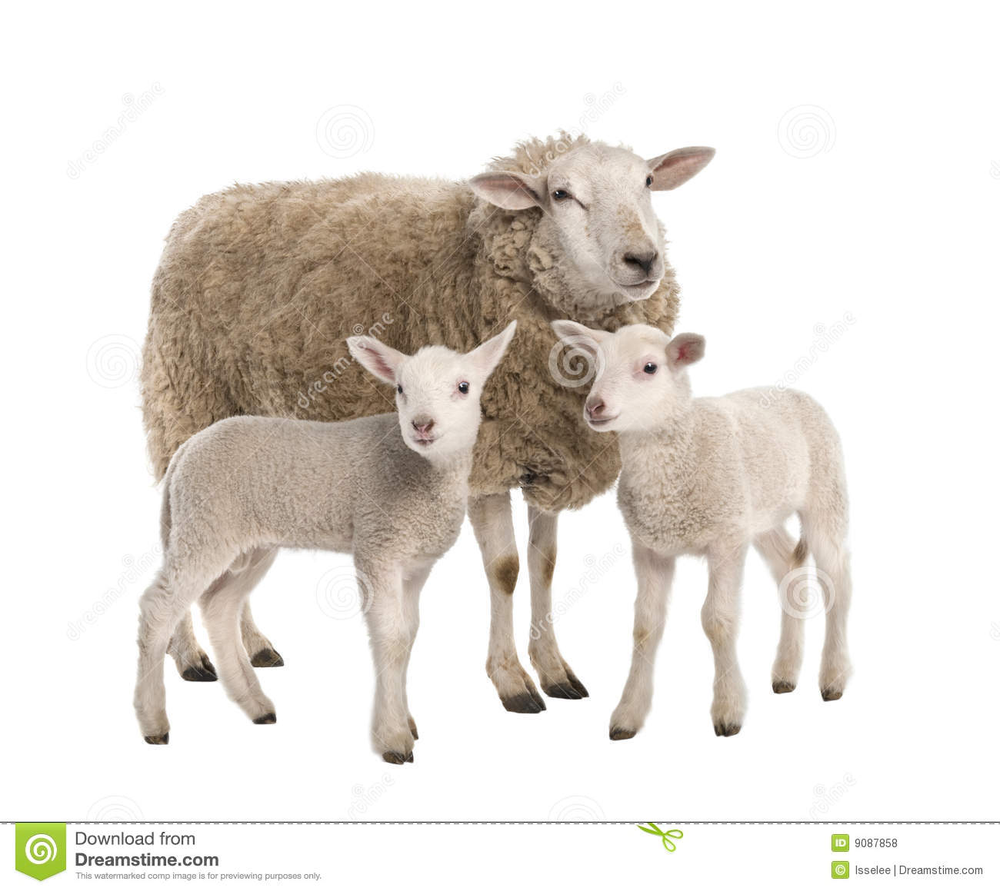 Download from
Dreamstime.com
This watermarked comp image is for previewing purposes only.
ID 9087858
© Isselee | Dreamstime.com